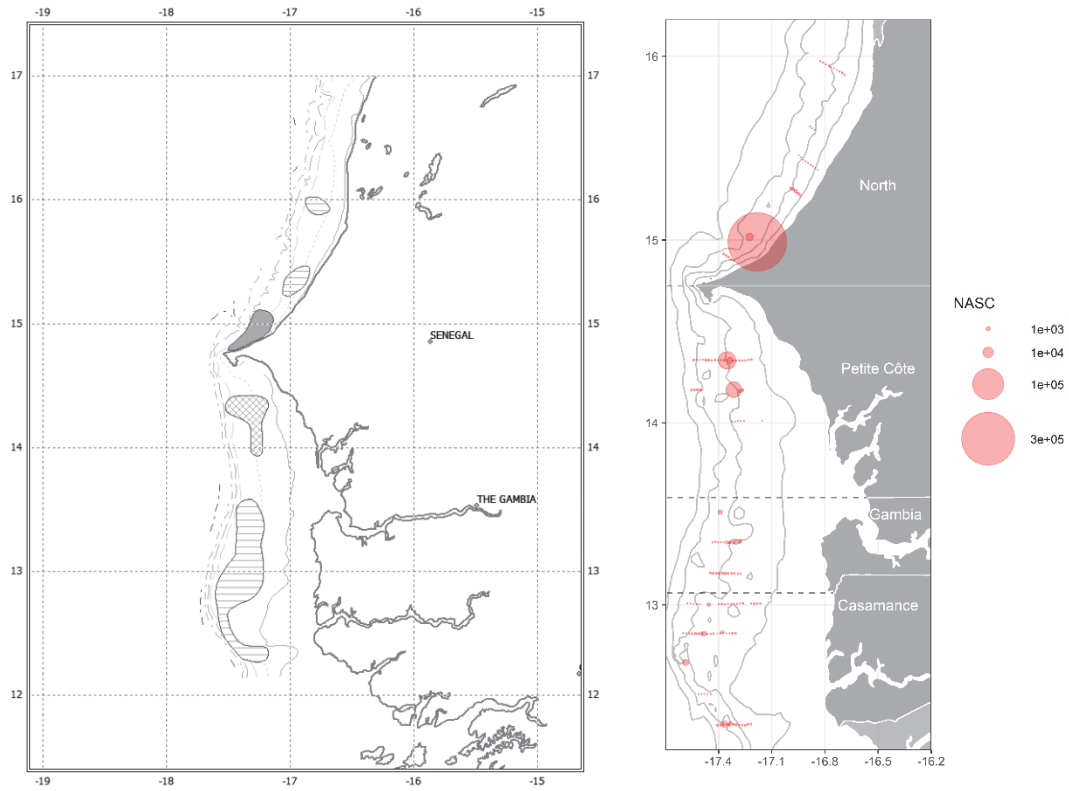 -19 -18 -17 -16 -15
17 17
16 16
15 15
SENEGAL
14 14
THE GAMBIA
13 13
12 12
-19 -18 -17 -16 -15
16
North
15
Petite Côte
14
Gambia
Casamance
13
-17.4 -17.1 -16.8 -16.5 -16.2
NASC
1e+03
1e+04
1e+05
3e+05